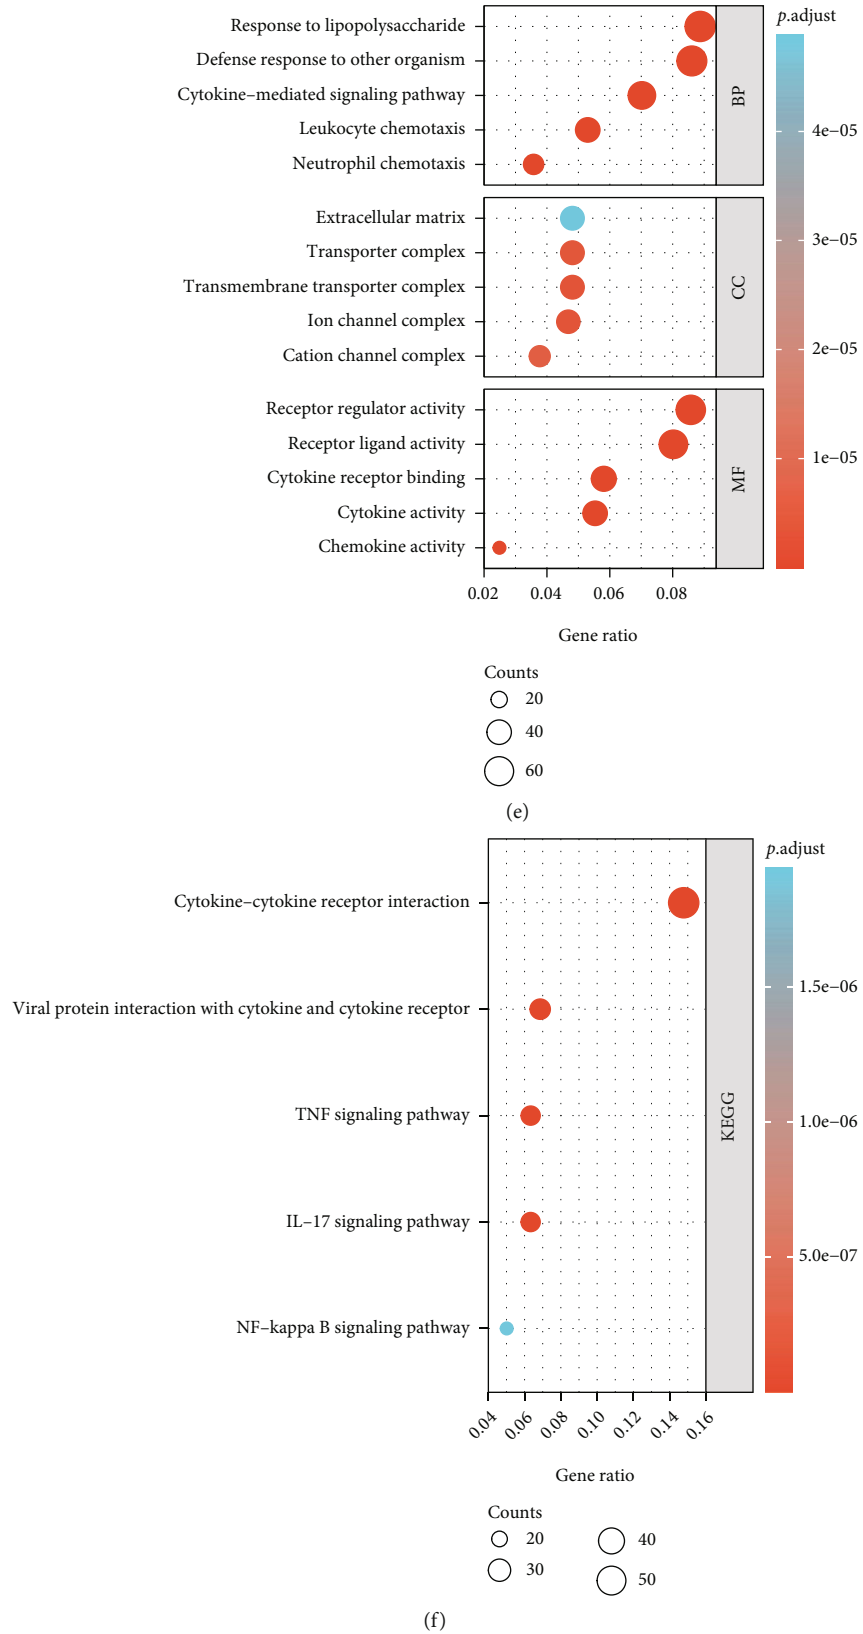 p.adjust
Response to lipopolysaccharide
Defense response to other organism
Cytokine–mediated signaling pathway
Leukocyte chemotaxis
Neutrophil chemotaxis
BP
4e–05
Extracellular matrix
Transporter complex
Transmembrane transporter complex
Ion channel complex
Cation channel complex
CC
3e–05
2e–05
Receptor regulator activity
Receptor ligand activity
Cytokine receptor binding
Cytokine activity
Chemokine activity
MF
1e–05
0.02 0.04 0.06 0.08
Gene ratio
Counts
20
40
60
(e)
p.adjust
Cytokine–cytokine receptor interaction
Viral protein interaction with cytokine and cytokine receptor
TNF signaling pathway
IL–17 signaling pathway
NF–kappa B signaling pathway
KEGG
1.5e–06
1.0e–06
5.0e–07
0.04 0.06 0.08 0.10 0.12 0.14 0.16
Gene ratio
Counts
20 40
30 50
(f)